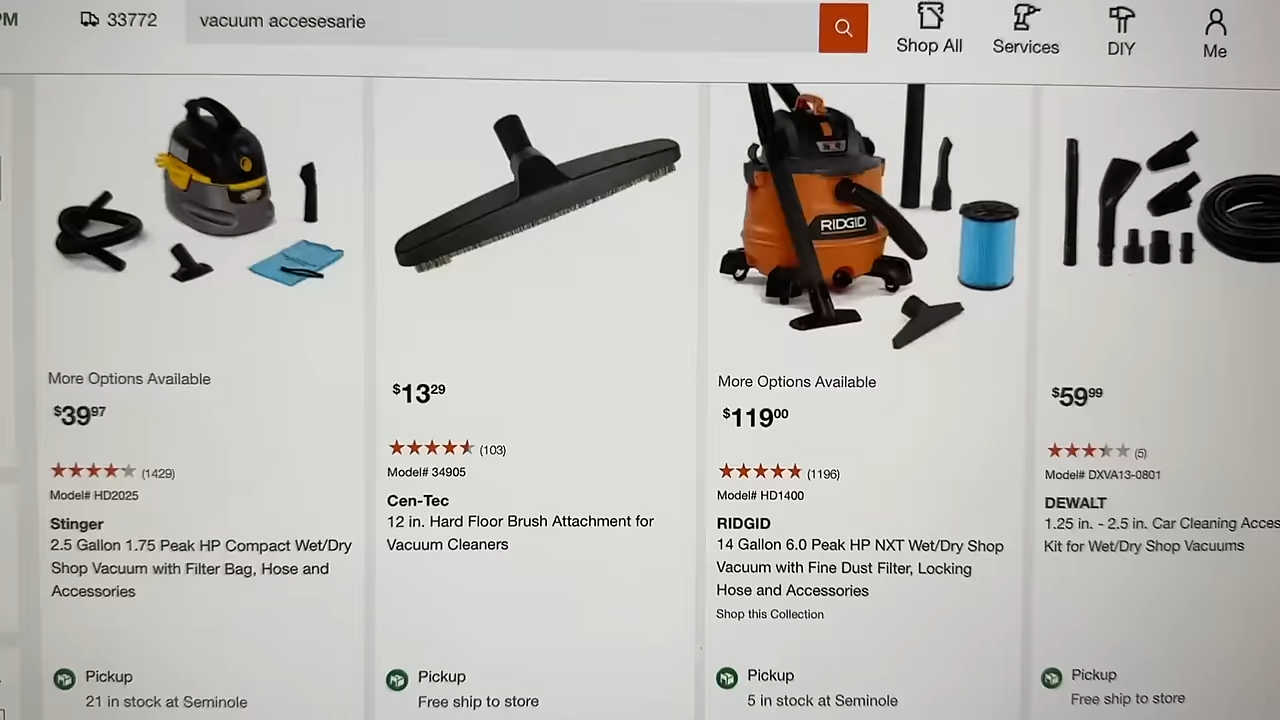 PM
33772
vacuum accesesarie
Shop All
Services
DIY
Me
RIDGID
More Options Available
$39.97
(1429)
Model# HD2025
Stinger
2.5 Gallon 1.75 Peak HP Compact Wet/Dry
Shop Vacuum with Filter Bag, Hose and
Accessories
Pickup
21 in stock at Seminole
$13.29
(103)
Model# 34905
Cen-Tec
12 in. Hard Floor Brush Attachment for
Vacuum Cleaners
Pickup
Free ship to store
More Options Available
$119.00
(1196)
Model# HD1400
RIDGID
14 Gallon 6.0 Peak HP NXT Wet/Dry Shop
Vacuum with Fine Dust Filter, Locking
Hose and Accessories
Shop this Collection
Pickup
5 in stock at Seminole
$59.99
(5)
Model# DXVA13-0801
DEWALT
1.25 in. - 2.5 in. Car Cleaning Acces
Kit for Wet/Dry Shop Vacuums
Pickup
Free ship to store